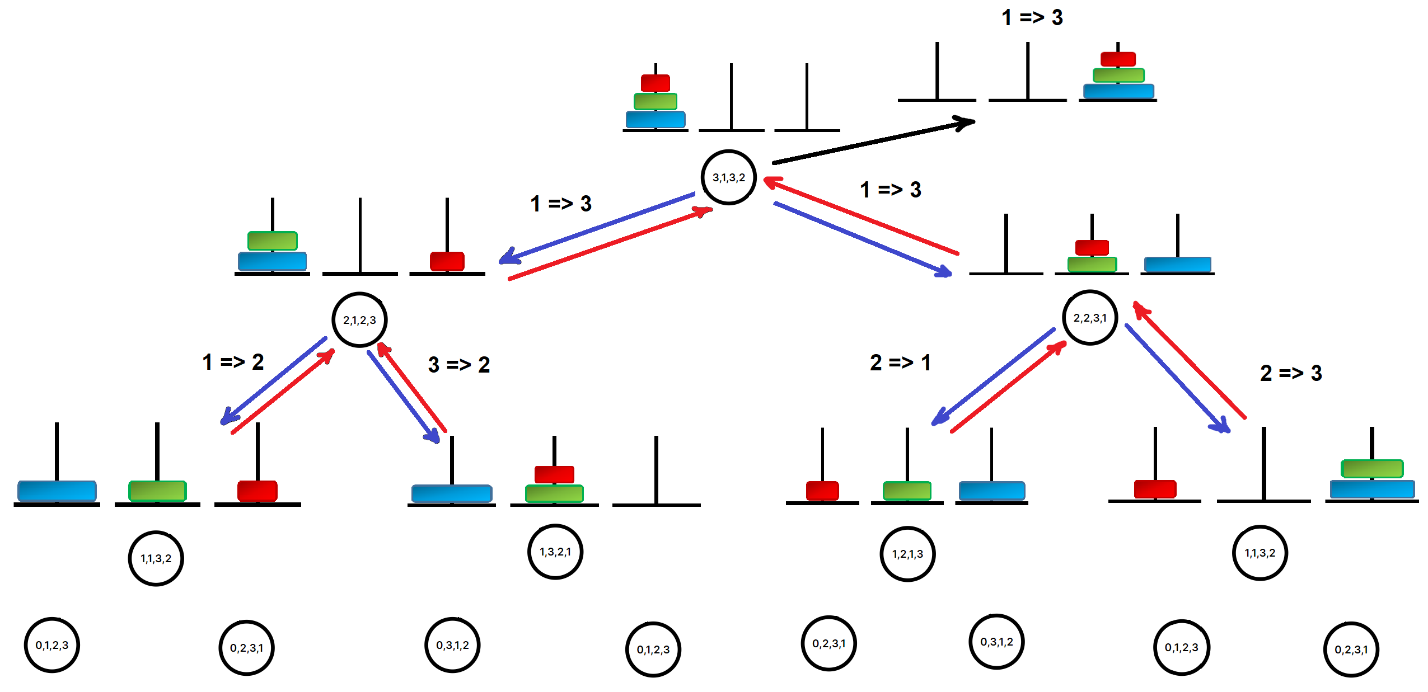 1 => 3
3,1,3,2
1 => 3
1 => 3
2,1,2,3
2,2,3,1
1 => 2
3 => 2
2 => 1
2 => 3
1,1,3,2
1,3,2,1
1,2,1,3
1,1,3,2
0,1,2,3
0,2,3,1
0,3,1,2
0,1,2,3
0,2,3,1
0,3,1,2
0,1,2,3
0,2,3,1